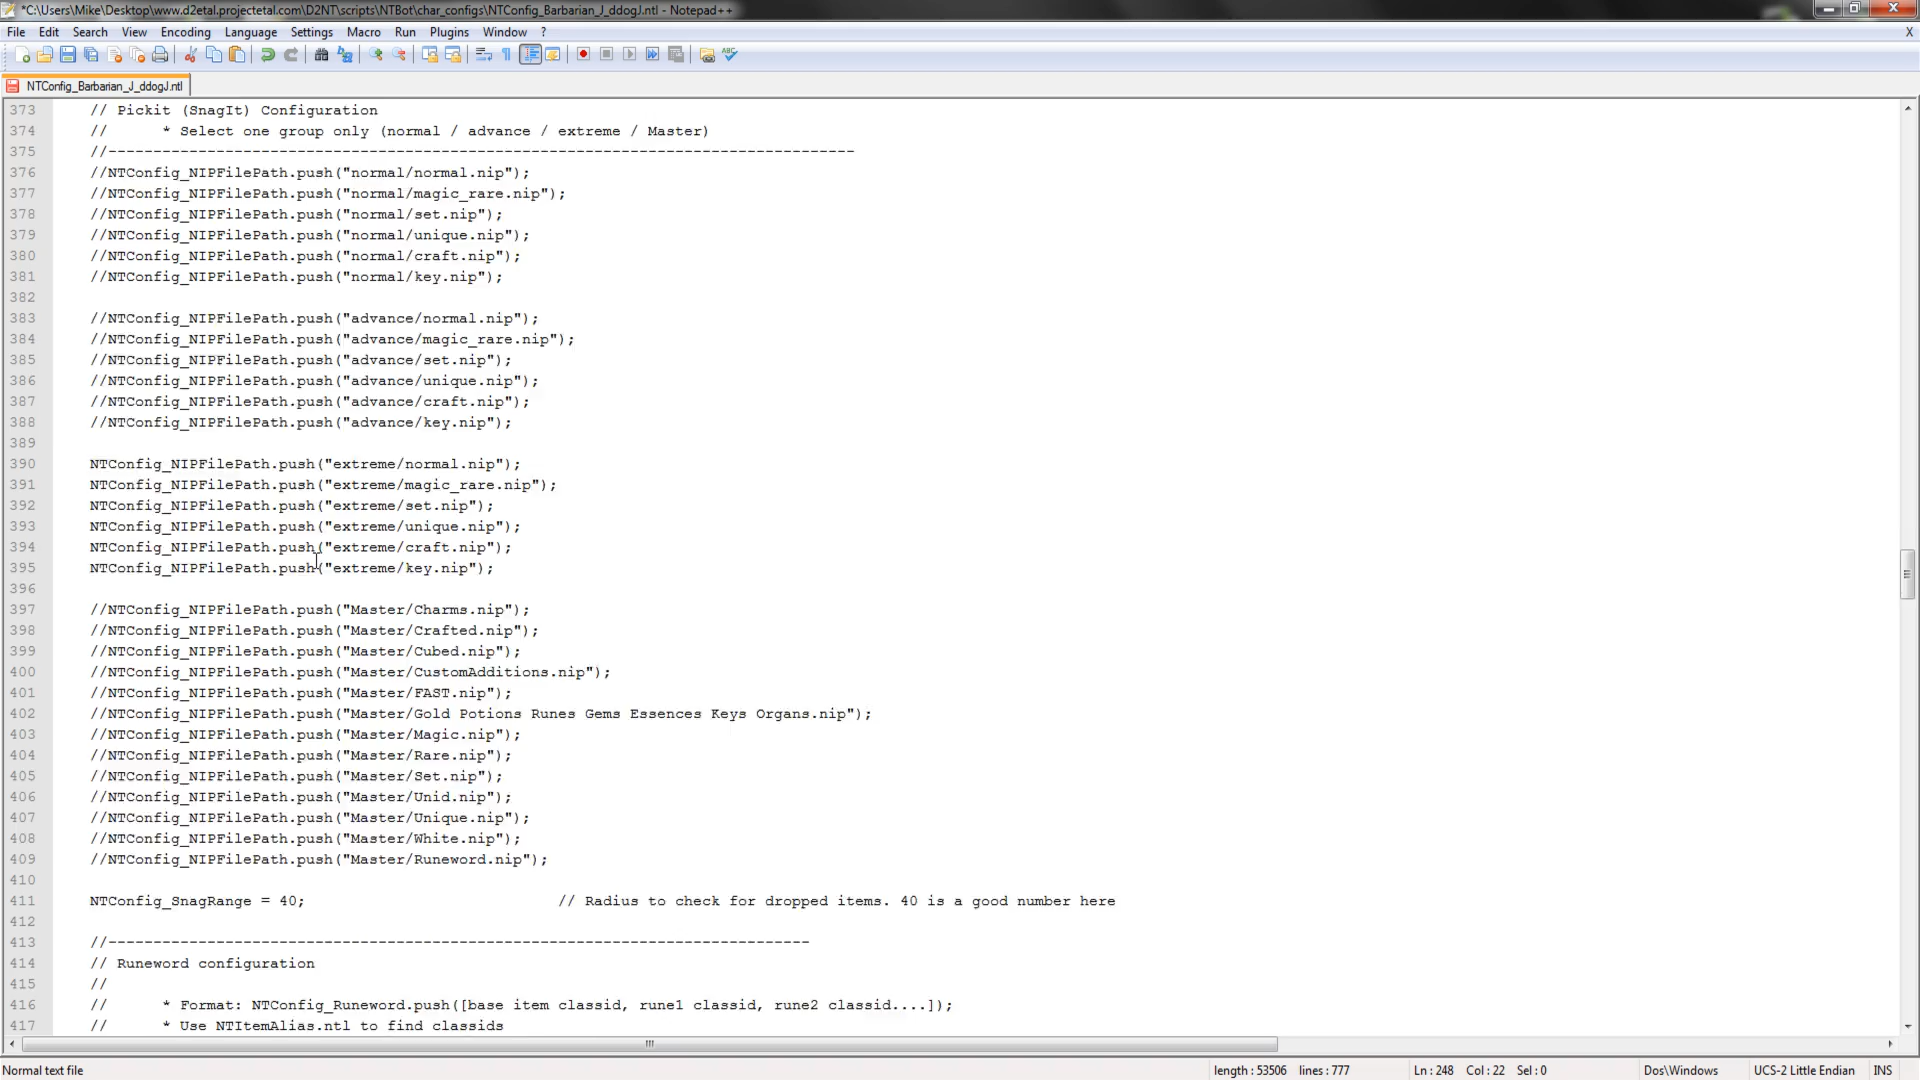 *C:\Users\Mike\Desktop\www.d2etal.projectetal.com\D2NT\scripts\NTBot\char_configs\NTConfig_Barbarian_J_ddogJ.ntl - Notepad++
File Edit Search View Encoding Language Settings Macro Run Plugins Window ? X
NTConfig_Barbarian_J_ddogJ.ntl
373 // Pickit (SnagIt) Configuration
374 // * Select one group only (normal / advance / extreme / Master)
375 //-----------------------------------------------------------------------------------
376 //NTConfig_NIPFilePath.push("normal/normal.nip");
377 //NTConfig_NIPFilePath.push("normal/magic_rare.nip");
378 //NTConfig_NIPFilePath.push("normal/set.nip");
379 //NTConfig_NIPFilePath.push("normal/unique.nip");
380 //NTConfig_NIPFilePath.push("normal/craft.nip");
381 //NTConfig_NIPFilePath.push("normal/key.nip");
382
383 //NTConfig_NIPFilePath.push("advance/normal.nip");
384 //NTConfig_NIPFilePath.push("advance/magic_rare.nip");
385 //NTConfig_NIPFilePath.push("advance/set.nip");
386 //NTConfig_NIPFilePath.push("advance/unique.nip");
387 //NTConfig_NIPFilePath.push("advance/craft.nip");
388 //NTConfig_NIPFilePath.push("advance/key.nip");
389
390 NTConfig_NIPFilePath.push("extreme/normal.nip");
391 NTConfig_NIPFilePath.push("extreme/magic_rare.nip");
392 NTConfig_NIPFilePath.push("extreme/set.nip");
393 NTConfig_NIPFilePath.push("extreme/unique.nip");
394 NTConfig_NIPFilePath.push("extreme/craft.nip");
395 NTConfig_NIPFilePath.push("extreme/key.nip");
396
397 //NTConfig_NIPFilePath.push("Master/Charms.nip");
398 //NTConfig_NIPFilePath.push("Master/Crafted.nip");
399 //NTConfig_NIPFilePath.push("Master/Cubed.nip");
400 //NTConfig_NIPFilePath.push("Master/CustomAdditions.nip");
401 //NTConfig_NIPFilePath.push("Master/FAST.nip");
402 //NTConfig_NIPFilePath.push("Master/Gold Potions Runes Gems Essences Keys Organs.nip");
403 //NTConfig_NIPFilePath.push("Master/Magic.nip");
404 //NTConfig_NIPFilePath.push("Master/Rare.nip");
405 //NTConfig_NIPFilePath.push("Master/Set.nip");
406 //NTConfig_NIPFilePath.push("Master/Unid.nip");
407 //NTConfig_NIPFilePath.push("Master/Unique.nip");
408 //NTConfig_NIPFilePath.push("Master/White.nip");
409 //NTConfig_NIPFilePath.push("Master/Runeword.nip");
410
411 NTConfig_SnagRange = 40; // Radius to check for dropped items. 40 is a good number here
412
413 //------------------------------------------------------------------------------
414 // Runeword configuration
415 //
416 // * Format: NTConfig_Runeword.push([base item classid, rune1 classid, rune2 classid....]);
417 // * Use NTItemAlias.ntl to find classids
Normal text file length : 53506 lines : 777 Ln : 248 Col : 22 Sel : 0 Dos\Windows UCS-2 Little Endian INS